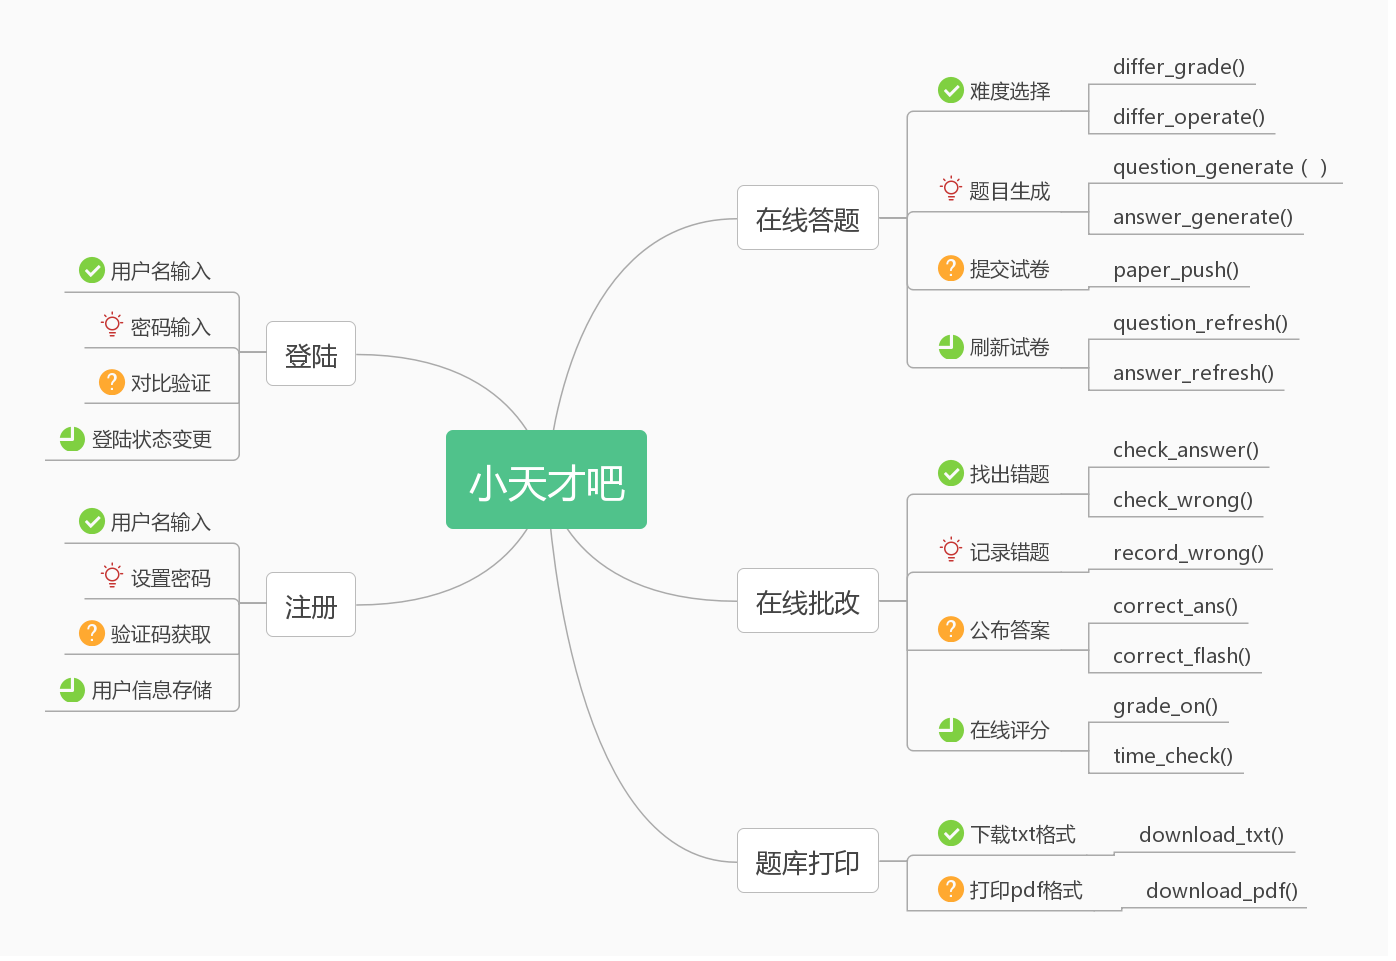 小天才吧
登陆
用户名输入
密码输入
对比验证
登陆状态变更
注册
用户名输入
设置密码
验证码获取
用户信息存储
在线答题
难度选择
differ_grade()
differ_operate()
题目生成
question_generate (  )
answer_generate()
提交试卷
paper_push()
刷新试卷
question_refresh()
answer_refresh()
在线批改
找出错题
check_answer()
check_wrong()
记录错题
record_wrong()
公布答案
correct_ans()
correct_flash()
在线评分
grade_on()
time_check()
题库打印
下载txt格式
download_txt()
打印pdf格式
download_pdf()